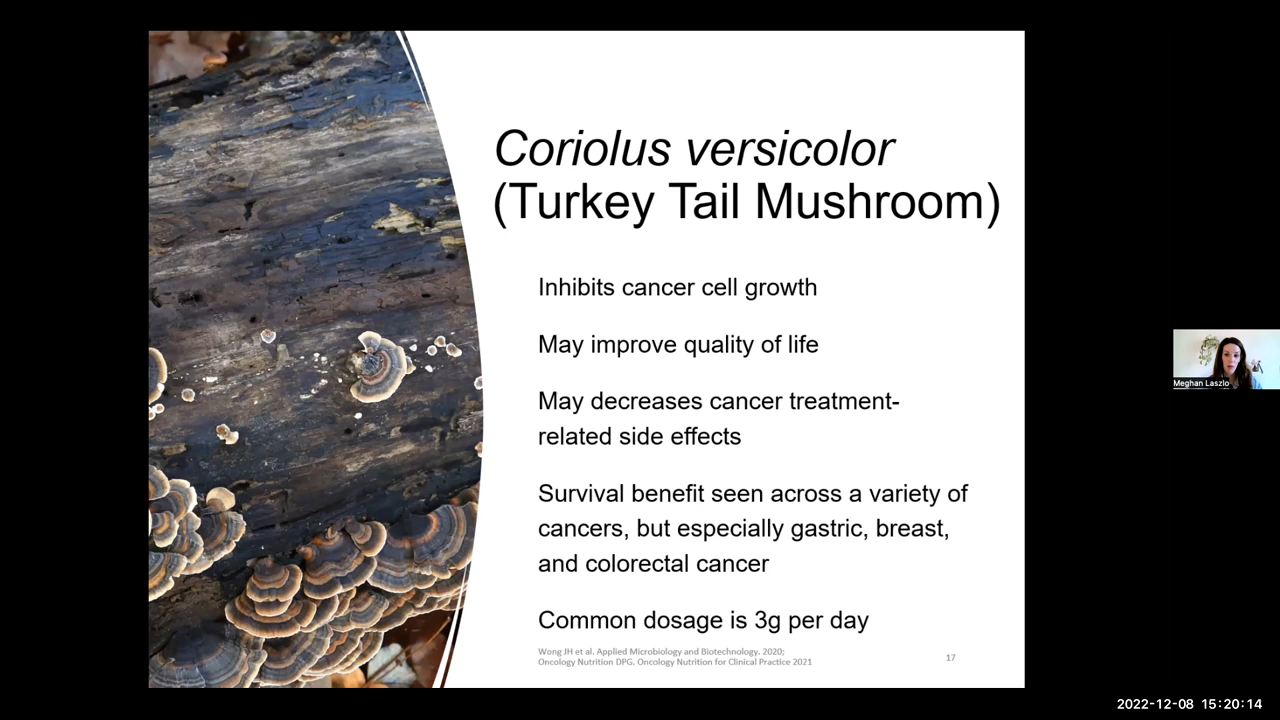 Coriolus versicolor
(Turkey Tail Mushroom)
Inhibits cancer cell growth
May improve quality of life
May decreases cancer treatment-
related side effects
Survival benefit seen across a variety of
cancers, but especially gastric, breast,
and colorectal cancer
Common dosage is 3g per day
Wong JH et al. Applied Microbiology and Biotechnology. 2020;
Oncology Nutrition DPG. Oncology Nutrition for Clinical Practice 2021
17
Meghan Laszlo
2022-12-08 15:20:14